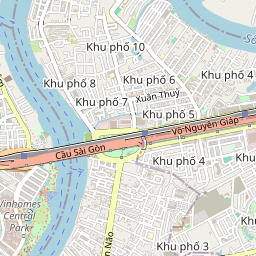 Khu phố 10
Khu phố 8
Khu phố 6
Khu phố 4
Xuân Thuỷ
Khu phố 7
Khu phố 5
Võ Nguyên Giáp
Cầu Sài Gòn
Khu phố 4
Vinhomes
Central
Park
Khu phố 3